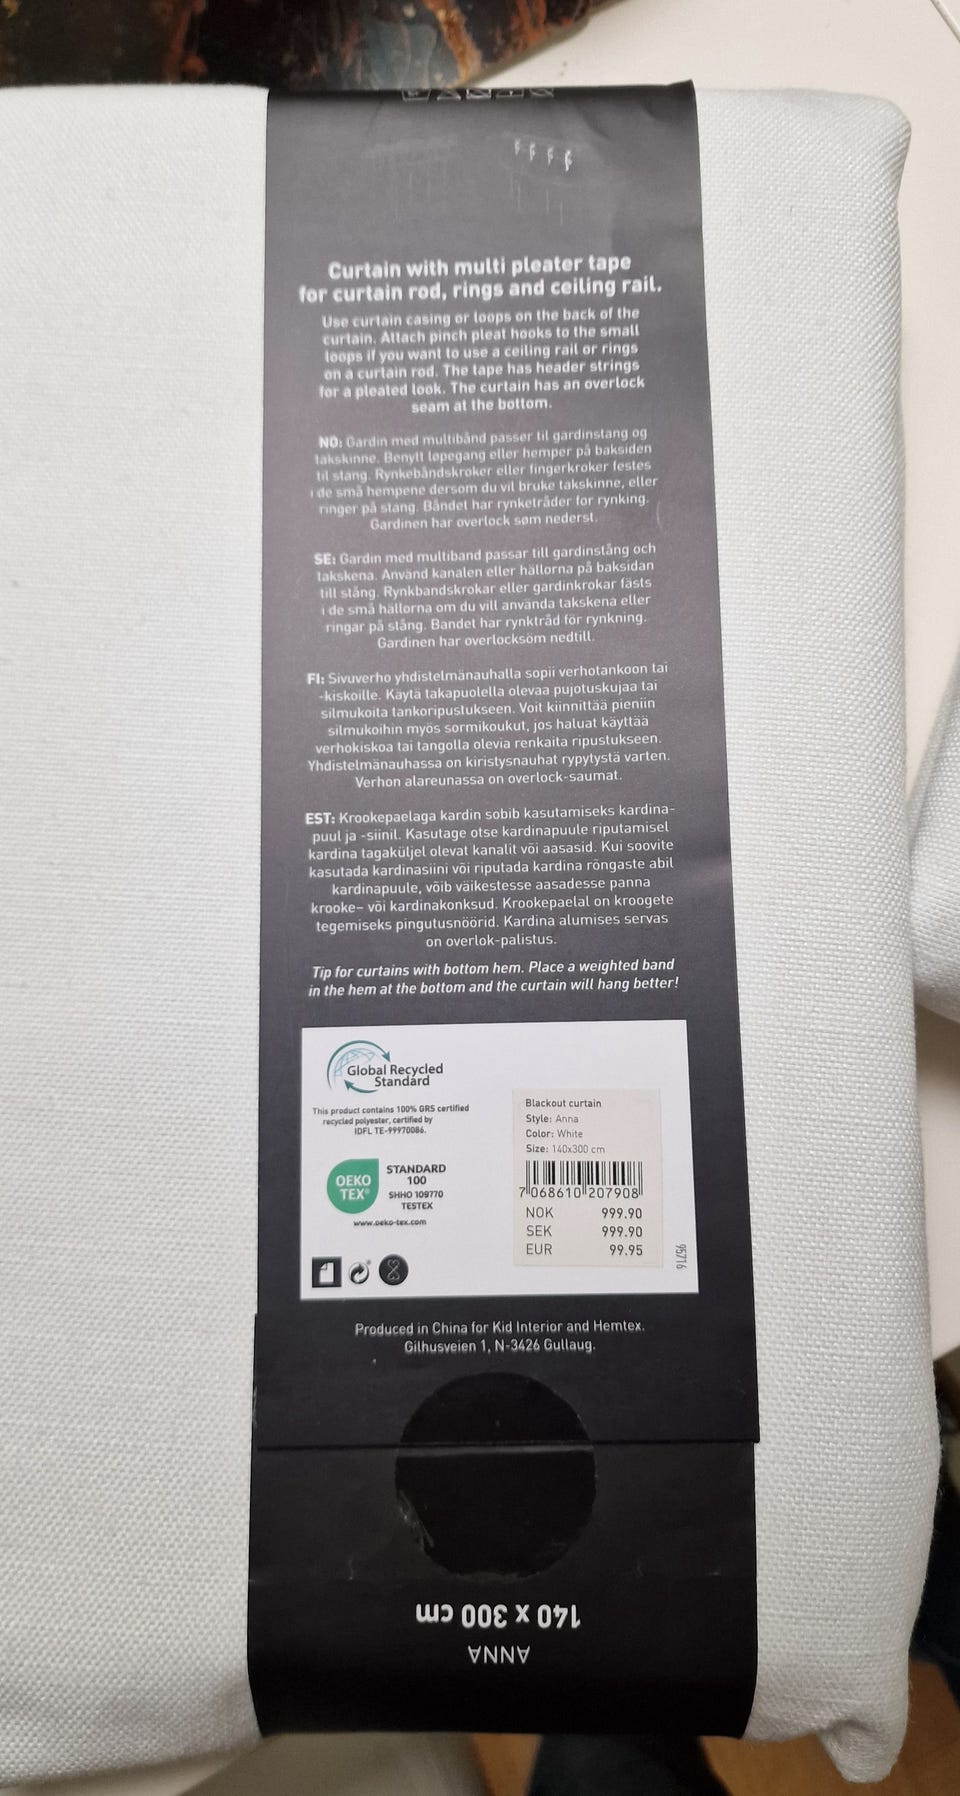 Curtain with multi pleater tape
for curtain rod, rings and ceiling rail.
Use curtain casing or loops on the back of the
curtain. Attach pinch pleat hooks to the small
loops if you want to use a ceiling rail or rings
on a curtain rod. The tape has header strings
for a pleated look. The curtain has an overlock
seam at the bottom.
NO: Gardin med multibånd passer til gardinstang og
takskinne. Benytt løpegang eller hemper på baksiden
til stang. Rynkebåndskroker eller fingerkroker festes
i de små hempene dersom du vil bruke takskinne, eller
ringer på stang. Båndet har rynketråder for rynking.
Gardinen har overlock søm nederst.
SE: Gardin med multiband passar till gardinstång och
takskena. Använd kanalen eller hällorna på baksidan
till stång. Rynkbandskrokar eller gardinkrokar fästs
i de små hällorna om du vill använda takskena eller
ringar på stång. Bandet har rynktråd för rynkning.
Gardinen har overlocksöm nedtill.
FI: Sivuverho yhdistelmänauhalla sopii verhotankoon tai
-kiskoille. Käytä takapuolella olevaa pujotuskujaa tai
silmukoita tankoripustukseen. Voit kiinnittää pieniin
silmukoihin myös sormikoukut, jos haluat käyttää
verhokiskoa tai tangolla olevia renkaita ripustukseen.
Yhdistelmänauhassa on kiristysnauhat rypytystä varten.
Verhon alareunassa on overlock-saumat.
EST: Krookepaelaga kardin sobib kasutamiseks kardina-
puul ja -siinil. Kasutage otse kardinapuule riputamisel
kardina tagaküljel olevat kanalit või aasasid. Kui soovite
kasutada kardinasiini või riputada kardina rõngaste abil
kardinapuule, võib väikestesse aasadesse panna
krooke– või kardinakonksud. Krookepaelal on kroogete
tegemiseks pingutusnöörid. Kardina alumises servas
on overlok-palistus.
Tip for curtains with bottom hem. Place a weighted band
in the hem at the bottom and the curtain will hang better!
Global Recycled
Standard
This product contains 100% GRS certified
recycled polyester, certified by
IDFL TE-99970086.
OEKO
TEX®
STANDARD
100
SHHO 109770
TESTEX
www.oeko-tex.com
Blackout curtain
Style: Anna
Color: White
Size: 140x300 cm
7 068610 207908
NOK 999.90
SEK 999.90
EUR 99.95
95716
Produced in China for Kid Interior and Hemtex.
Gilhusveien 1, N-3426 Gullaug.
140 x 300 cm
ANNA